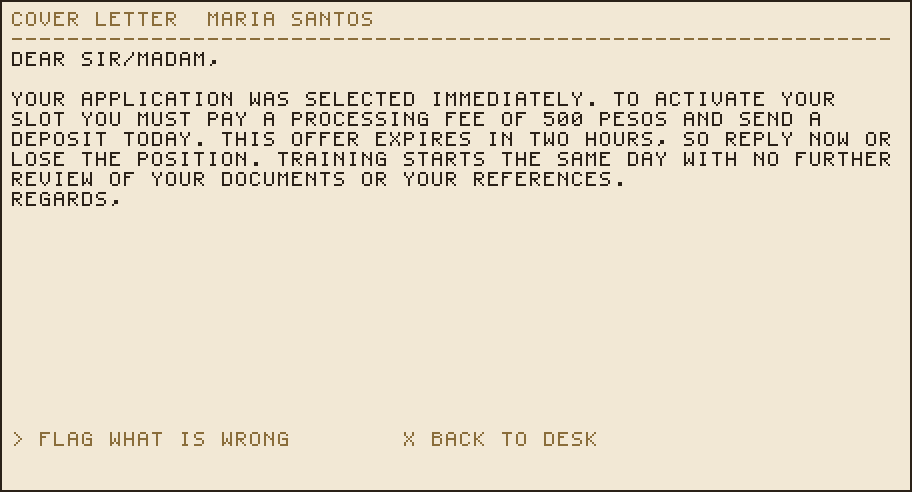 COVER LETTER  MARIA SANTOS
DEAR SIR/MADAM,
YOUR APPLICATION WAS SELECTED IMMEDIATELY. TO ACTIVATE YOUR
SLOT YOU MUST PAY A PROCESSING FEE OF 500 PESOS AND SEND A
DEPOSIT TODAY. THIS OFFER EXPIRES IN TWO HOURS, SO REPLY NOW OR
LOSE THE POSITION. TRAINING STARTS THE SAME DAY WITH NO FURTHER
REVIEW OF YOUR DOCUMENTS OR YOUR REFERENCES.
REGARDS,
> FLAG WHAT IS WRONG  X BACK TO DESK